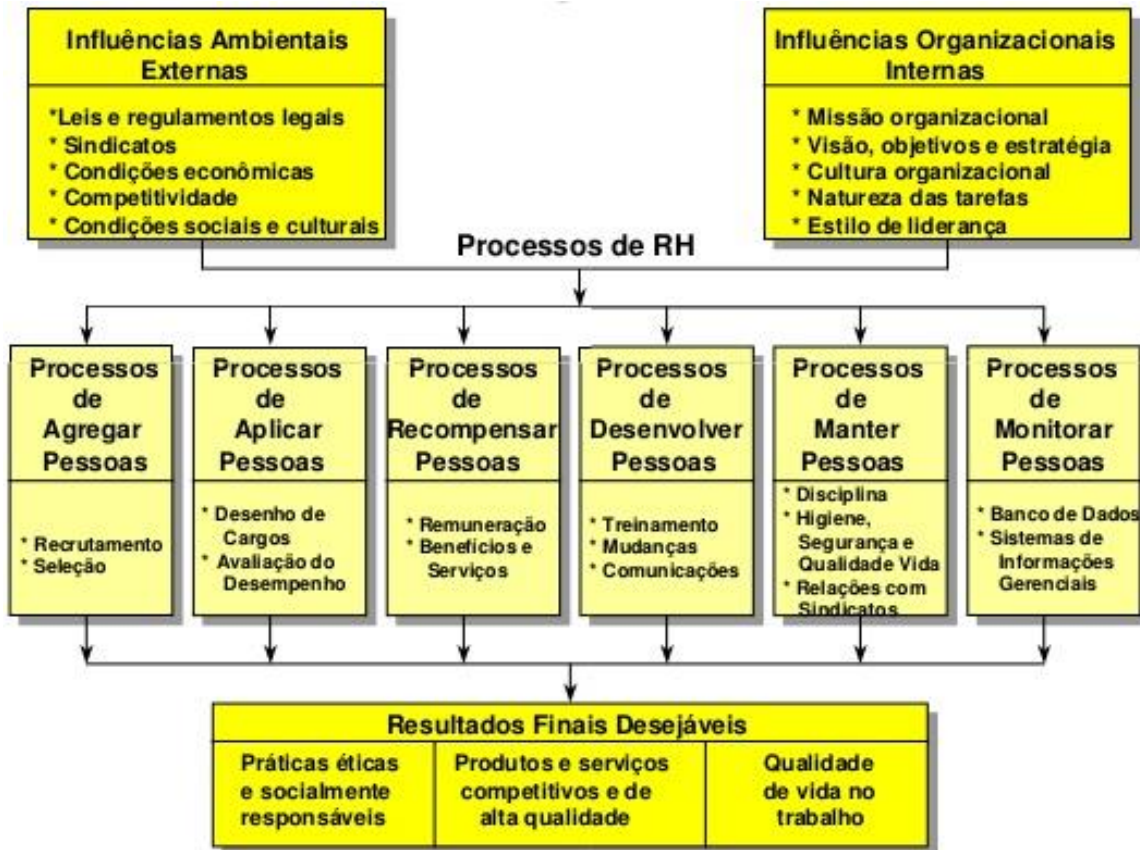 Influências Ambientais
Externas
*Leis e regulamentos legais
* Sindicatos
* Condições econômicas
* Competitividade
* Condições sociais e culturais
Influências Organizacionais
Internas
* Missão organizacional
* Visão, objetivos e estratégia
* Cultura organizacional
* Natureza das tarefas
* Estilo de liderança
Processos de RH
Processos
de
Agregar
Pessoas
* Recrutamento
* Seleção
Processos
de
Aplicar
Pessoas
* Desenho de
Cargos
* Avaliação do
Desempenho
Processos
de
Recompensar
Pessoas
* Remuneração
* Benefícios e
Serviços
Processos
de
Desenvolver
Pessoas
* Treinamento
* Mudanças
* Comunicações
Processos
de
Manter
Pessoas
* Disciplina
* Higiene,
Segurança e
Qualidade Vida
* Relações com
Sindicatos
Processos
de
Monitorar
Pessoas
* Banco de Dados
* Sistemas de
Informações
Gerenciais
Resultados Finais Desejáveis
Práticas éticas
e socialmente
responsáveis
Produtos e serviços
competitivos e de
alta qualidade
Qualidade
de vida no
trabalho